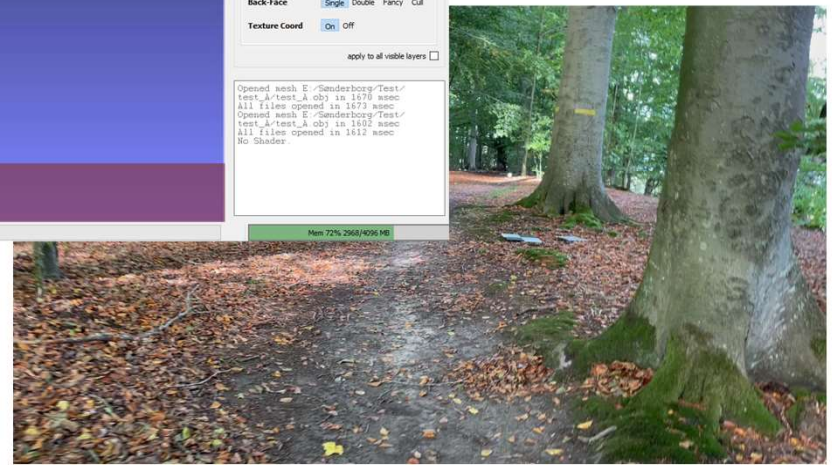 Back-Face Single Double Fancy Cull
Texture Coord On Off
apply to all visible layers
Opened mesh E:/Sønderborg/Test/
test_A/test_A.obj in 1670 msec
All files opened in 1673 msec
Opened mesh E:/Sønderborg/Test/
test_A/test_A.obj in 1602 msec
All files opened in 1612 msec
No Shader.
Mem 72% 2968/4096 MB